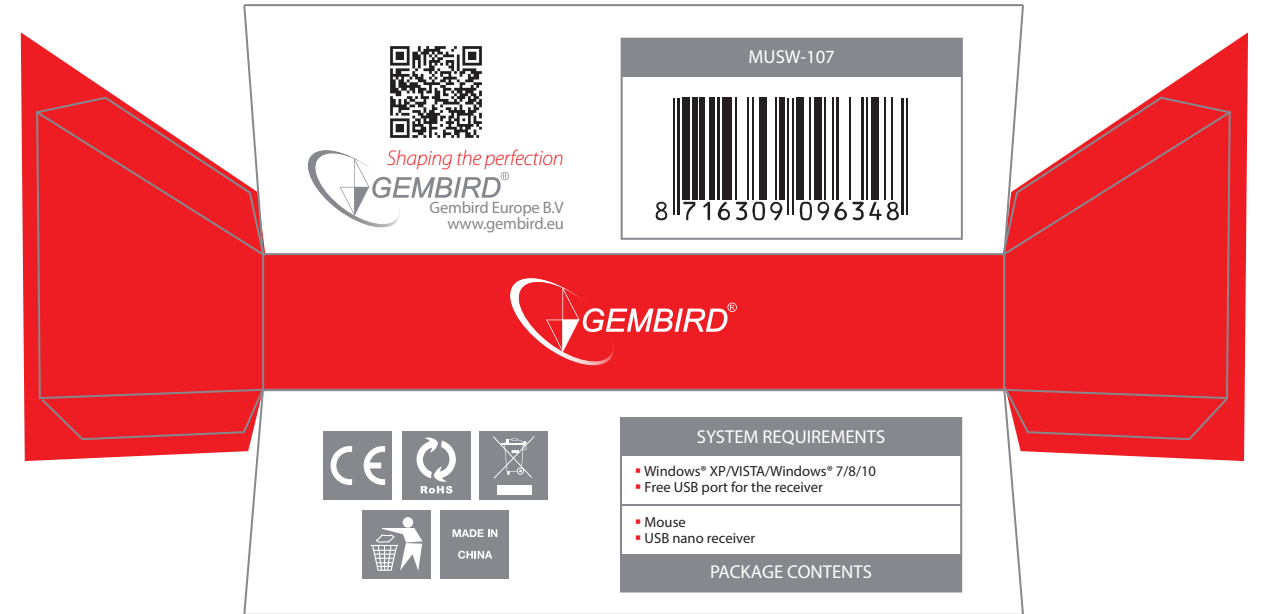 Shaping the perfection
GEMBIRD®
Gembird Europe B.V
www.gembird.eu
MUSW-107
8 716309 096348
GEMBIRD®
CE
RoHS
MADE IN
CHINA
SYSTEM REQUIREMENTS
▪ Windows® XP/VISTA/Windows® 7/8/10
▪ Free USB port for the receiver
▪ Mouse
▪ USB nano receiver
PACKAGE CONTENTS